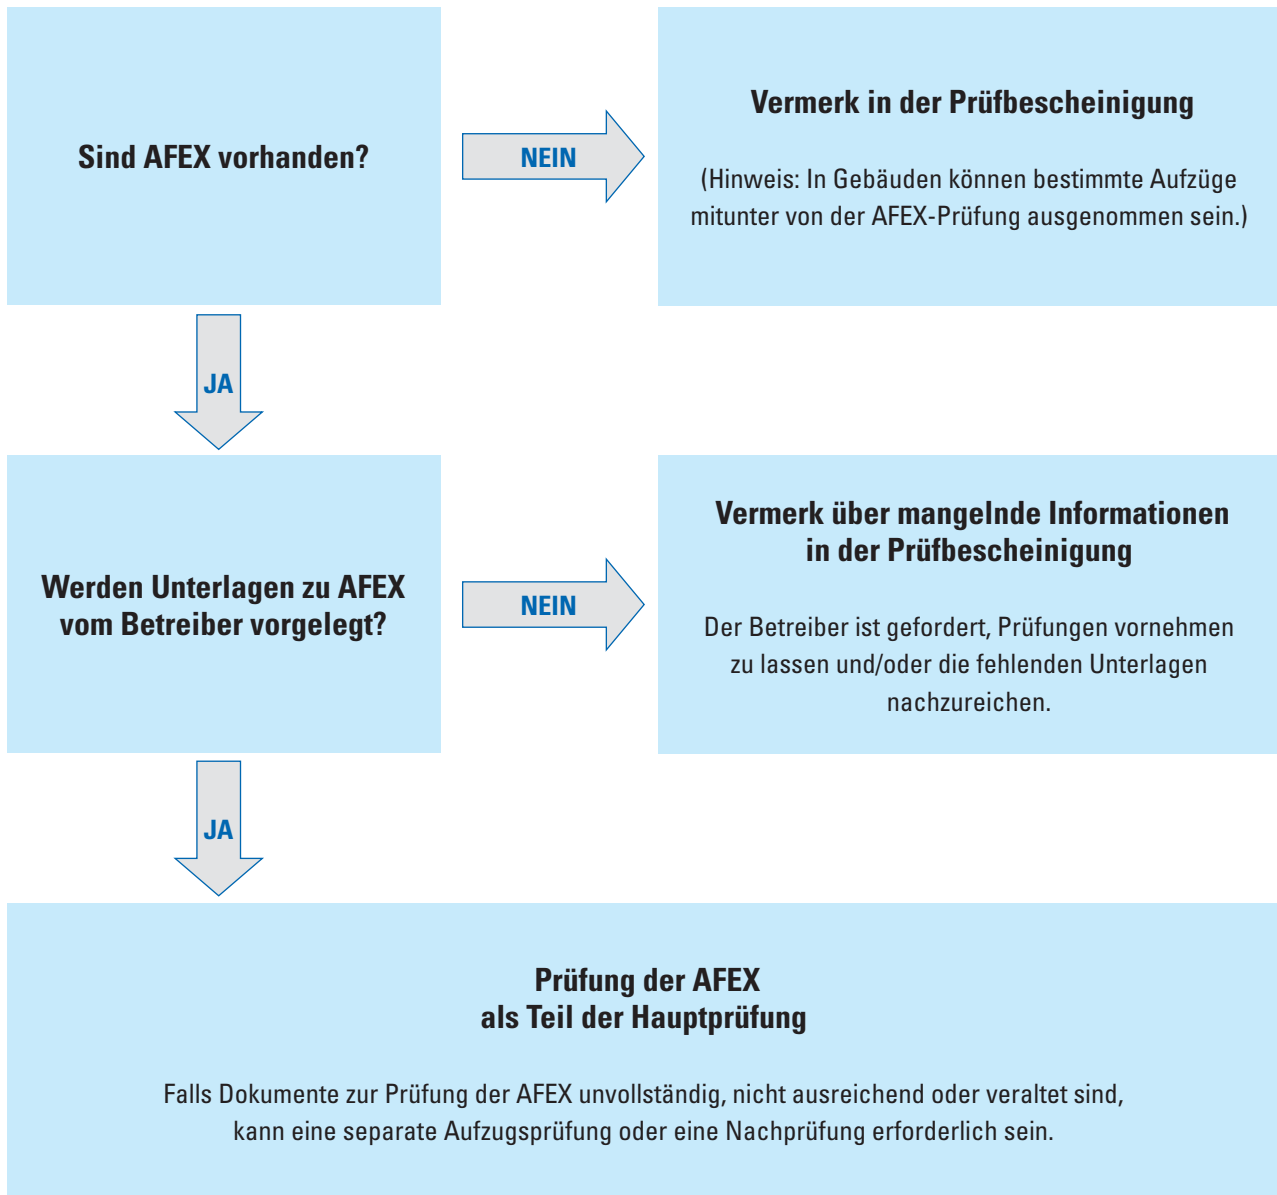 Sind AFEX vorhanden?
NEIN
Vermerk in der Prüfbescheinigung
(Hinweis: In Gebäuden können bestimmte Aufzüge
mitunter von der AFEX-Prüfung ausgenommen sein.)
JA
Werden Unterlagen zu AFEX
vom Betreiber vorgelegt?
NEIN
Vermerk über mangelnde Informationen
in der Prüfbescheinigung
Der Betreiber ist gefordert, Prüfungen vornehmen
zu lassen und/oder die fehlenden Unterlagen
nachzureichen.
JA
Prüfung der AFEX
als Teil der Hauptprüfung
Falls Dokumente zur Prüfung der AFEX unvollständig, nicht ausreichend oder veraltet sind,
kann eine separate Aufzugsprüfung oder eine Nachprüfung erforderlich sein.